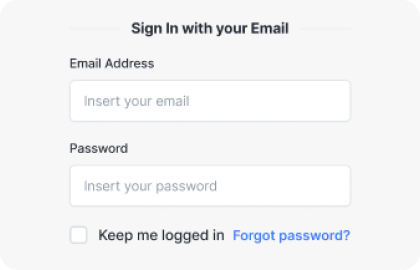 Sign In with your Email
Email Address
Insert your email
Password
Insert your password
Keep me logged in Forgot password?